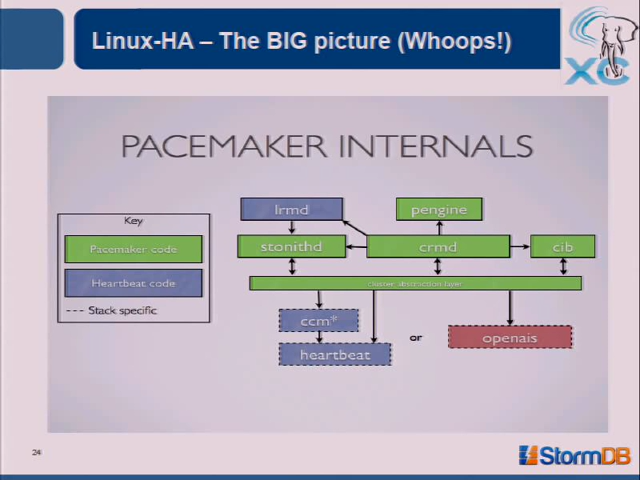 Linux-HA – The BIG picture (Whoops!)
XC
PACEMAKER INTERNALS
Key
Pacemaker code
Heartbeat code
--- Stack specific
lrmd
pengine
stonithd
crmd
cib
cluster abstraction layer
ccm*
heartbeat
or
openais
24
StormDB